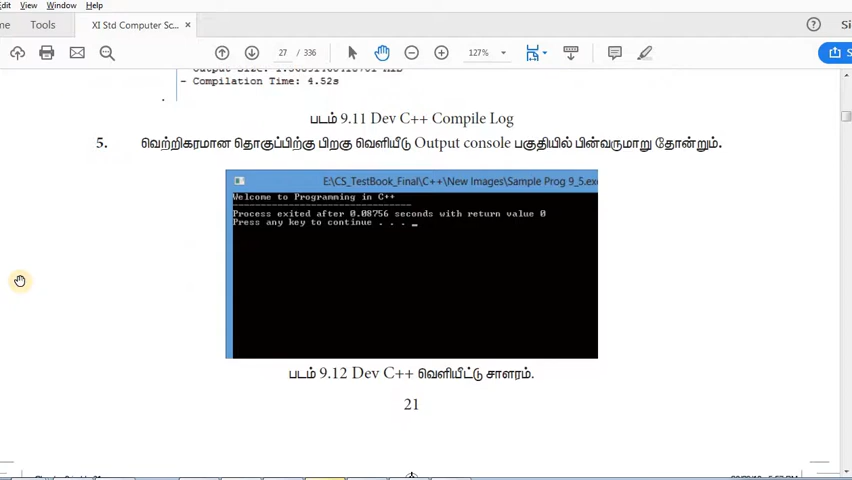 Edit View Window Help
Tools XI Std Computer Sc... ×
27 / 336 127%
- Compilation Time: 4.52s
படம் 9.11 Dev C++ Compile Log
5. வெற்றிகரமான தொகுப்பிற்கு பிறகு வெளியீடு Output console பகுதியில் பின்வருமாறு தோன்றும்.
E:\CS_TestBook_Final\C++\New Images\Sample Prog 9_5.exe
Welcome to Programming in C++
--------------------------------
Process exited after 0.08756 seconds with return value 0
Press any key to continue . . . _
படம் 9.12 Dev C++ வெளியீட்டு சாளரம்.
21